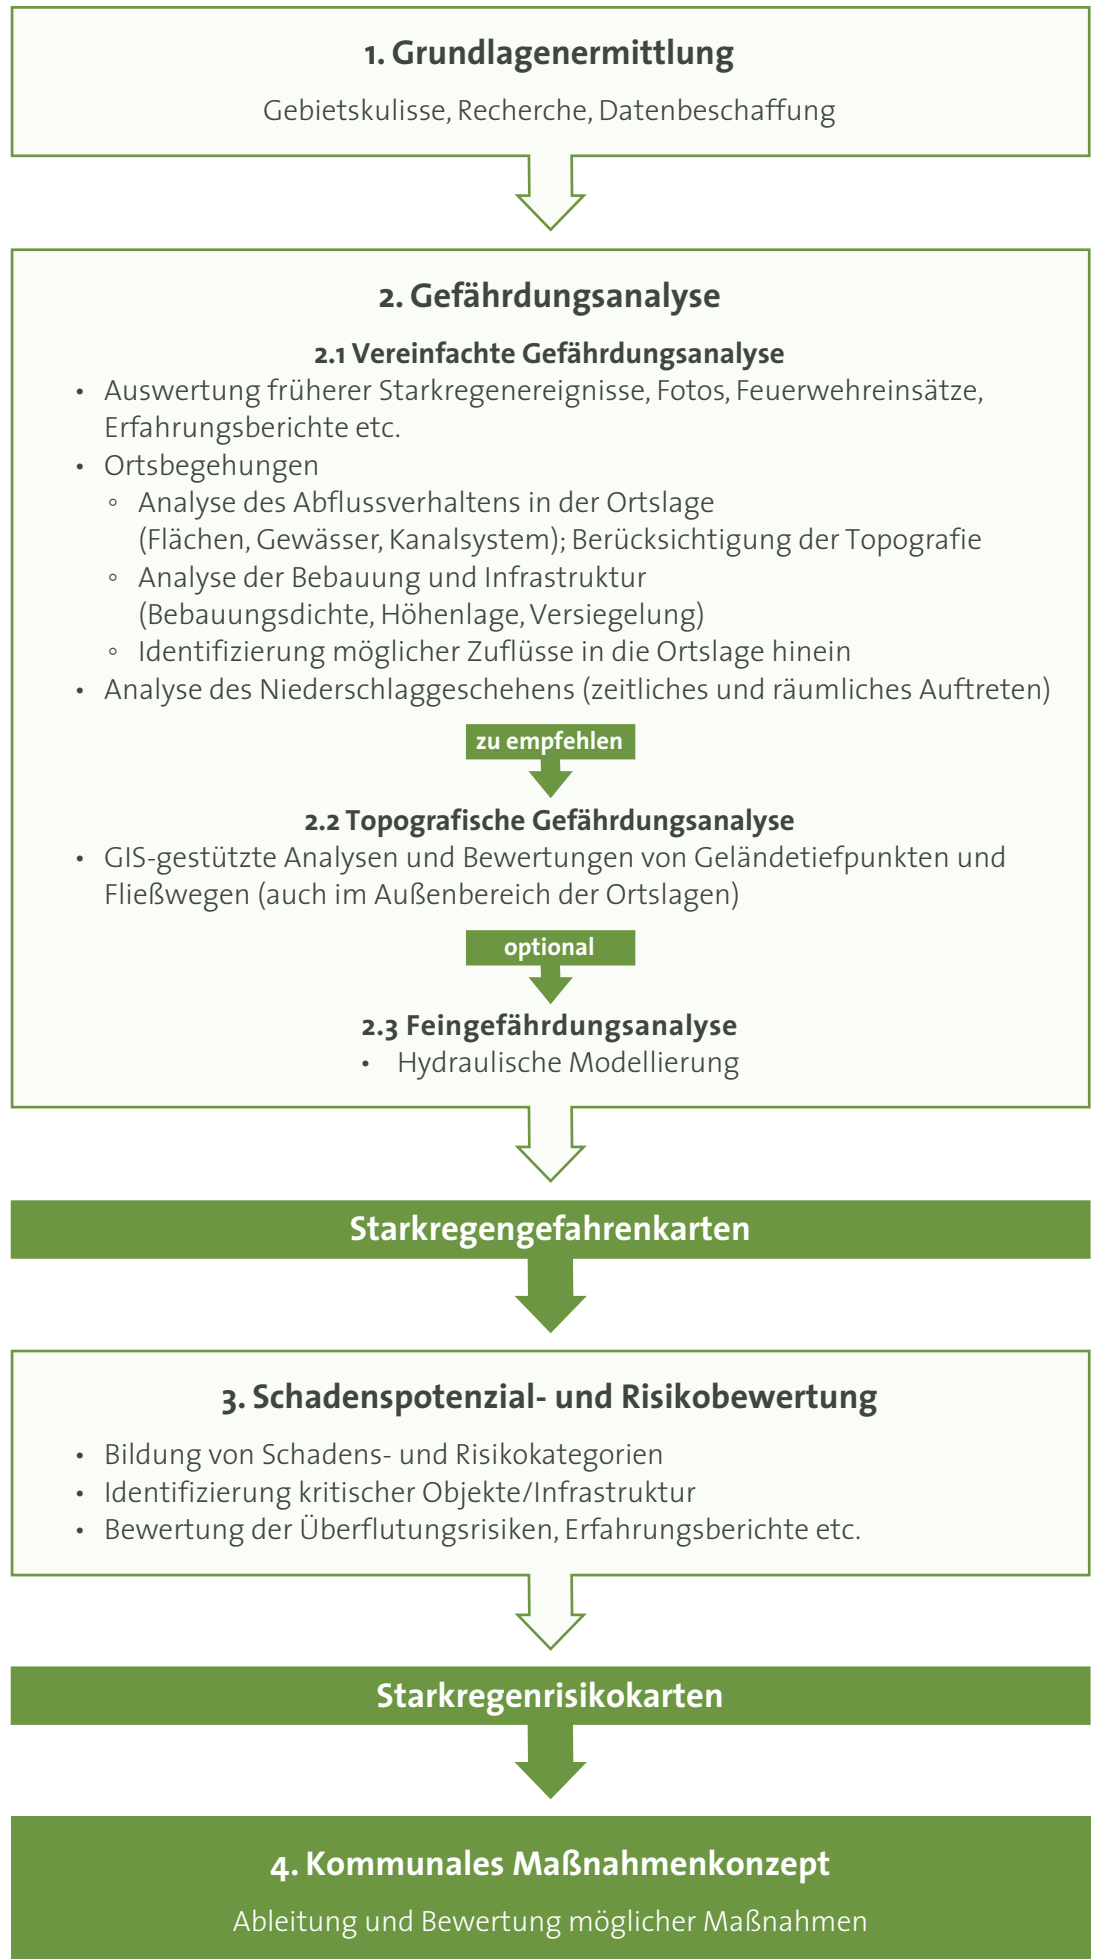 1. Grundlagenermittlung
Gebietskulisse, Recherche, Datenbeschaffung
2. Gefährdungsanalyse
2.1 Vereinfachte Gefährdungsanalyse
• Auswertung früherer Starkregenereignisse, Fotos, Feuerwehreinsätze,
Erfahrungsberichte etc.
• Ortsbegehungen
◦ Analyse des Abflussverhaltens in der Ortslage
(Flächen, Gewässer, Kanalsystem); Berücksichtigung der Topografie
◦ Analyse der Bebauung und Infrastruktur
(Bebauungsdichte, Höhenlage, Versiegelung)
◦ Identifizierung möglicher Zuflüsse in die Ortslage hinein
• Analyse des Niederschlaggeschehens (zeitliches und räumliches Auftreten)
zu empfehlen
2.2 Topografische Gefährdungsanalyse
• GIS-gestützte Analysen und Bewertungen von Geländetiefpunkten und
Fließwegen (auch im Außenbereich der Ortslagen)
optional
2.3 Feingefährdungsanalyse
• Hydraulische Modellierung
Starkregengefahrenkarten
3. Schadenspotenzial- und Risikobewertung
• Bildung von Schadens- und Risikokategorien
• Identifizierung kritischer Objekte/Infrastruktur
• Bewertung der Überflutungsrisiken, Erfahrungsberichte etc.
Starkregenrisikokarten
4. Kommunales Maßnahmenkonzept
Ableitung und Bewertung möglicher Maßnahmen